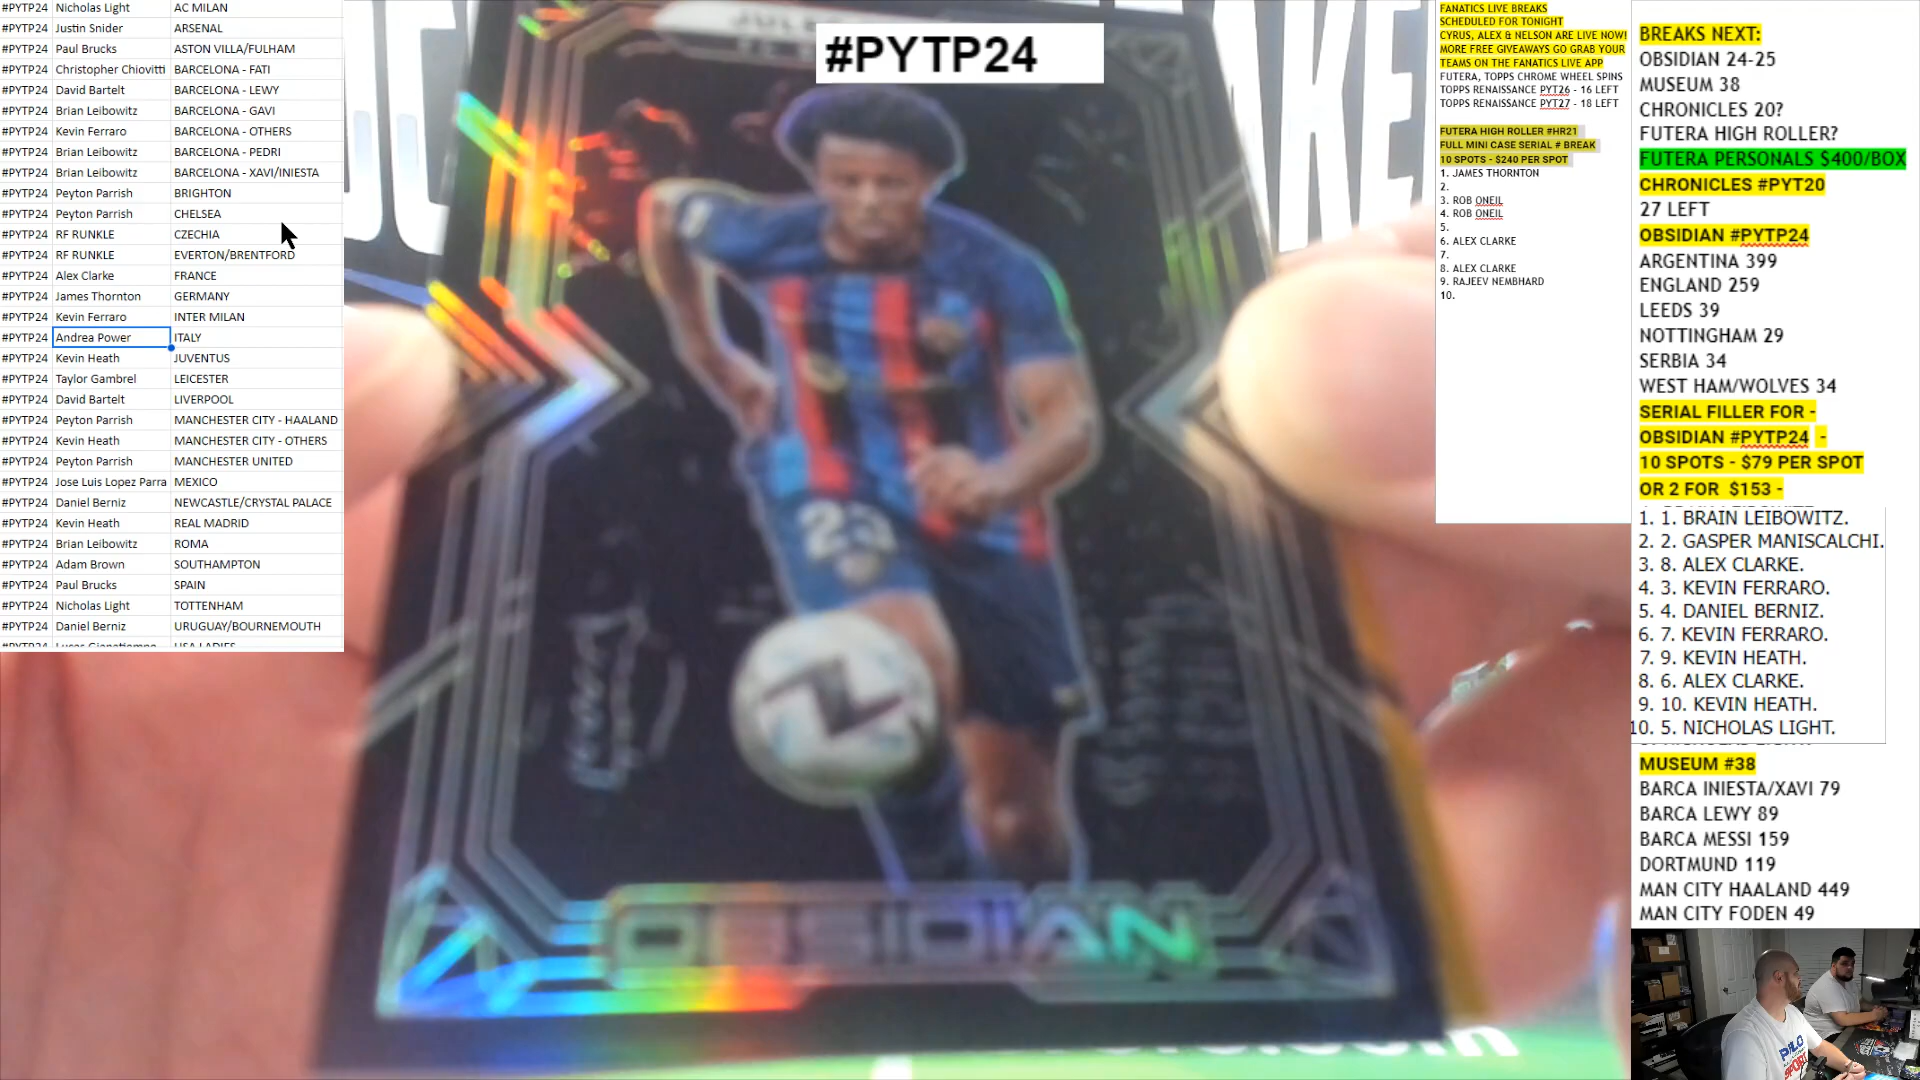 #PYTP24 Nicholas Light AC MILAN
#PYTP24 Justin Snider ARSENAL
#PYTP24 Paul Brucks ASTON VILLA/FULHAM
#PYTP24 Christopher Chiovitti BARCELONA - FATI
#PYTP24 David Bartelt BARCELONA - LEWY
#PYTP24 Brian Leibowitz BARCELONA - GAVI
#PYTP24 Kevin Ferraro BARCELONA - OTHERS
#PYTP24 Brian Leibowitz BARCELONA - PEDRI
#PYTP24 Brian Leibowitz BARCELONA - XAVI/INIESTA
#PYTP24 Peyton Parrish BRIGHTON
#PYTP24 Peyton Parrish CHELSEA
#PYTP24 RF RUNKLE CZECHIA
#PYTP24 RF RUNKLE EVERTON/BRENTFORD
#PYTP24 Alex Clarke FRANCE
#PYTP24 James Thornton GERMANY
#PYTP24 Kevin Ferraro INTER MILAN
#PYTP24 Andrea Power ITALY
#PYTP24 Kevin Heath JUVENTUS
#PYTP24 Taylor Gambrel LEICESTER
#PYTP24 David Bartelt LIVERPOOL
#PYTP24 Peyton Parrish MANCHESTER CITY - HAALAND
#PYTP24 Kevin Heath MANCHESTER CITY - OTHERS
#PYTP24 Peyton Parrish MANCHESTER UNITED
#PYTP24 Jose Luis Lopez Parra MEXICO
#PYTP24 Daniel Berniz NEWCASTLE/CRYSTAL PALACE
#PYTP24 Kevin Heath REAL MADRID
#PYTP24 Brian Leibowitz ROMA
#PYTP24 Adam Brown SOUTHAMPTON
#PYTP24 Paul Brucks SPAIN
#PYTP24 Nicholas Light TOTTENHAM
#PYTP24 Daniel Berniz URUGUAY/BOURNEMOUTH
#PYTP24
23
OBSIDIAN
FANATICS LIVE BREAKS
SCHEDULED FOR TONIGHT
CYRUS, ALEX & NELSON ARE LIVE NOW!
MORE FREE GIVEAWAYS GO GRAB YOUR
TEAMS ON THE FANATICS LIVE APP
FUTERA, TOPPS CHROME WHEEL SPINS
TOPPS RENAISSANCE PYT26 - 16 LEFT
TOPPS RENAISSANCE PYT27 - 18 LEFT
FUTERA HIGH ROLLER #HR21
FULL MINI CASE SERIAL # BREAK
10 SPOTS - $240 PER SPOT
1. JAMES THORNTON
2.
3. ROB ONEIL
4. ROB ONEIL
5.
6. ALEX CLARKE
7.
8. ALEX CLARKE
9. RAJEEV NEMBHARD
10.
BREAKS NEXT:
OBSIDIAN 24-25
MUSEUM 38
CHRONICLES 20?
FUTERA HIGH ROLLER?
FUTERA PERSONALS $400/BOX
CHRONICLES #PYT20
27 LEFT
OBSIDIAN #PYTP24
ARGENTINA 399
ENGLAND 259
LEEDS 39
NOTTINGHAM 29
SERBIA 34
WEST HAM/WOLVES 34
SERIAL FILLER FOR -
OBSIDIAN #PYTP24 -
10 SPOTS - $79 PER SPOT
OR 2 FOR $153 -
1. 1. BRAIN LEIBOWITZ.
2. 2. GASPER MANISCALCHI.
3. 8. ALEX CLARKE.
4. 3. KEVIN FERRARO.
5. 4. DANIEL BERNIZ.
6. 7. KEVIN FERRARO.
7. 9. KEVIN HEATH.
8. 6. ALEX CLARKE.
9. 10. KEVIN HEATH.
10. 5. NICHOLAS LIGHT.
MUSEUM #38
BARCA INIESTA/XAVI 79
BARCA LEWY 89
BARCA MESSI 159
DORTMUND 119
MAN CITY HAALAND 449
MAN CITY FODEN 49